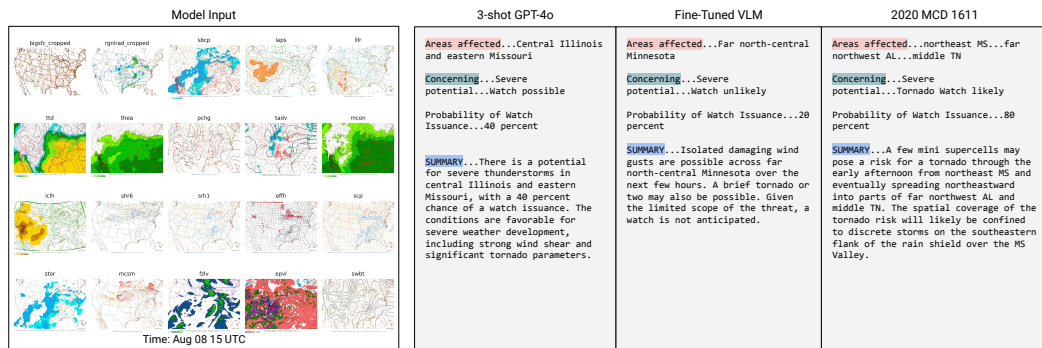 Model Input
3-shot GPT-4o
Fine-Tuned VLM
2020 MCD 1611
bigsfc_cropped
rgnlrad_cropped
sbcp
laps
lllr
ttd
thea
pchg
tadv
mcon
lclh
shr6
srh1
effh
scp
stor
mcsm
fzlv
epvl
swbt
Time: Aug 08 15 UTC
Areas affected...Central Illinois
and eastern Missouri
Concerning...Severe
potential...Watch possible
Probability of Watch
Issuance...40 percent
SUMMARY...There is a potential
for severe thunderstorms in
central Illinois and eastern
Missouri, with a 40 percent
chance of a watch issuance. The
conditions are favorable for
severe weather development,
including strong wind shear and
significant tornado parameters.
Areas affected...Far north-central
Minnesota
Concerning...Severe
potential...Watch unlikely
Probability of Watch Issuance...20
percent
SUMMARY...Isolated damaging wind
gusts are possible across far
north-central Minnesota over the
next few hours. A brief tornado or
two may also be possible. Given
the limited scope of the threat, a
watch is not anticipated.
Areas affected...northeast MS...far
northwest AL...middle TN
Concerning...Severe
potential...Tornado Watch likely
Probability of Watch Issuance...80
percent
SUMMARY...A few mini supercells may
pose a risk for a tornado through the
early afternoon from northeast MS and
eventually spreading northeastward
into parts of far northwest AL and
middle TN. The spatial coverage of the
tornado risk will likely be confined
to discrete storms on the southeastern
flank of the rain shield over the MS
Valley.